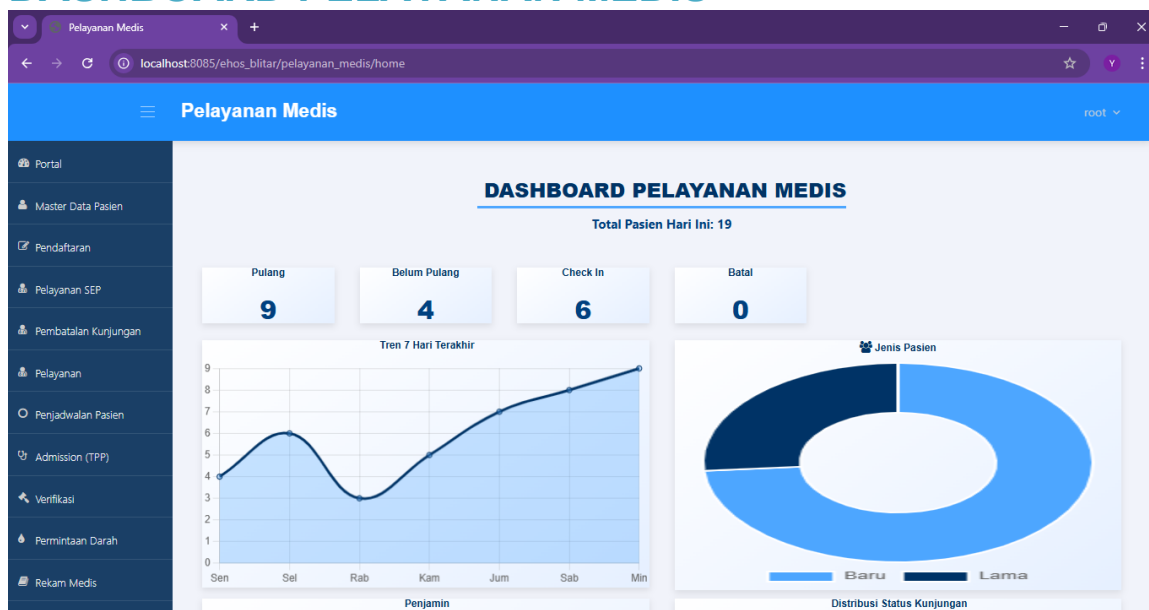 DASHBOARD PELAYANAN MEDIS
Pelayanan Medis
localhost:8085/ehos_blitar/pelayanan_medis/home
Y
Pelayanan Medis
root
Portal
Master Data Pasien
Pendaftaran
Pelayanan SEP
Pembatalan Kunjungan
Pelayanan
Penjadwalan Pasien
Admission (TPP)
Verifikasi
Permintaan Darah
Rekam Medis
DASHBOARD PELAYANAN MEDIS
Total Pasien Hari Ini: 19
Pulang
9
Belum Pulang
4
Check In
6
Batal
0
Tren 7 Hari Terakhir
9
8
7
6
5
4
3
2
1
0
Sen Sel Rab Kam Jum Sab Min
Jenis Pasien
Baru Lama
Penjamin
Distribusi Status Kunjungan